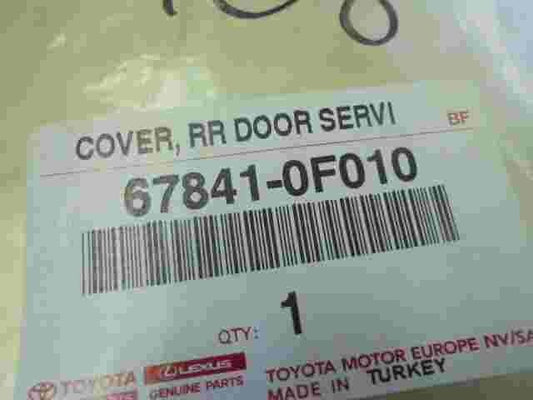 COVER, RR DOOR SERVI
BF
67841-0F010
QTY: 1
TOYOTA
LEXUS
GENUINE PARTS
TOYOTA MOTOR EUROPE NV/SA
MADE IN TURKEY